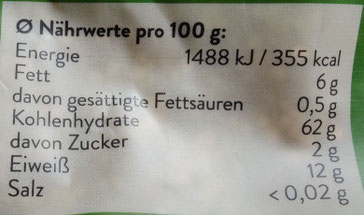 Ø Nährwerte pro 100 g:
Energie 1488 kJ / 355 kcal
Fett 6 g
davon gesättigte Fettsäuren 0,5 g
Kohlenhydrate 62 g
davon Zucker 2 g
Eiweiß 12 g
Salz < 0,02 g